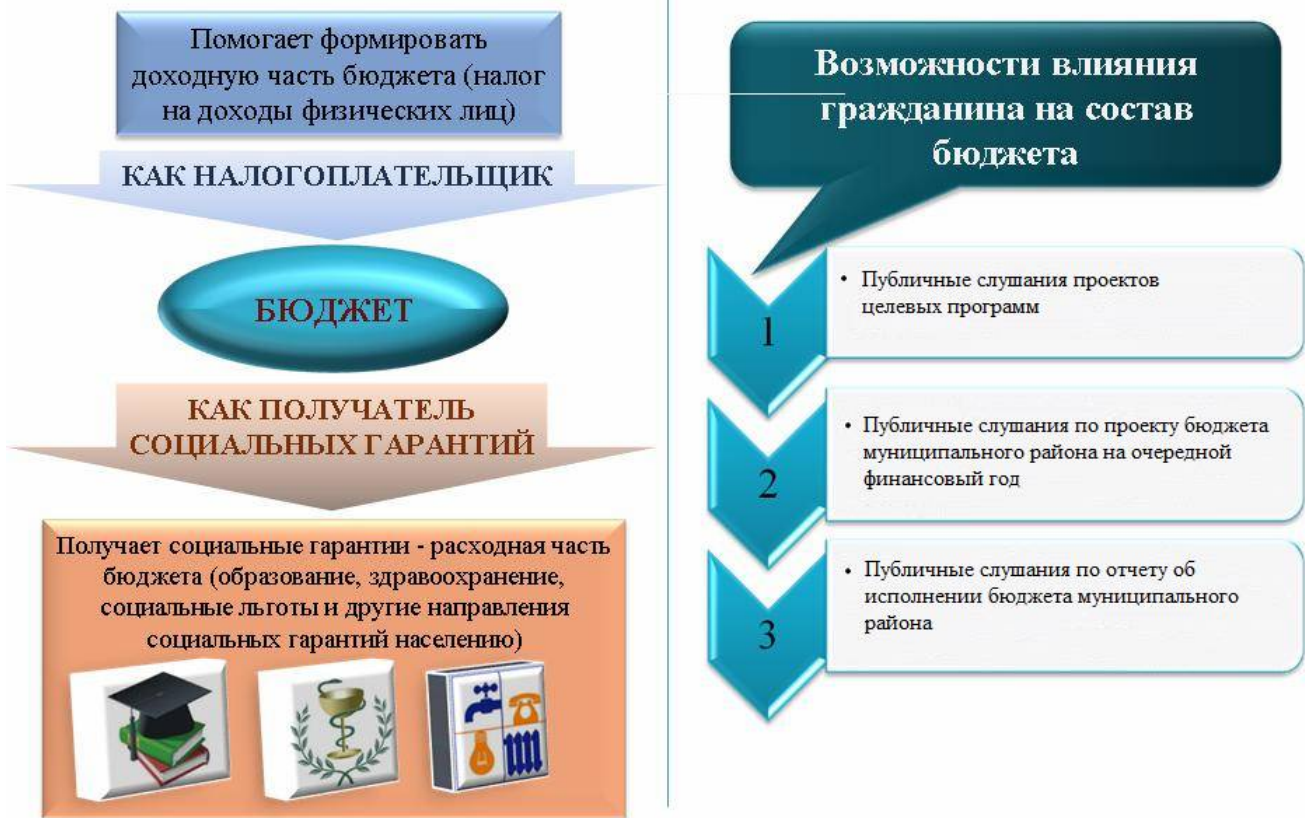 Помогает формировать
доходную часть бюджета (налог
на доходы физических лиц)
КАК НАЛОГОПЛАТЕЛЬЩИК
БЮДЖЕТ
КАК ПОЛУЧАТЕЛЬ
СОЦИАЛЬНЫХ ГАРАНТИЙ
Получает социальные гарантии - расходная часть
бюджета (образование, здравоохранение,
социальные льготы и другие направления
социальных гарантий населению)
Возможности влияния
гражданина на состав
бюджета
1
• Публичные слушания проектов
целевых программ
2
• Публичные слушания по проекту бюджета
муниципального района на очередной
финансовый год
3
• Публичные слушания по отчету об
исполнении бюджета муниципального
района